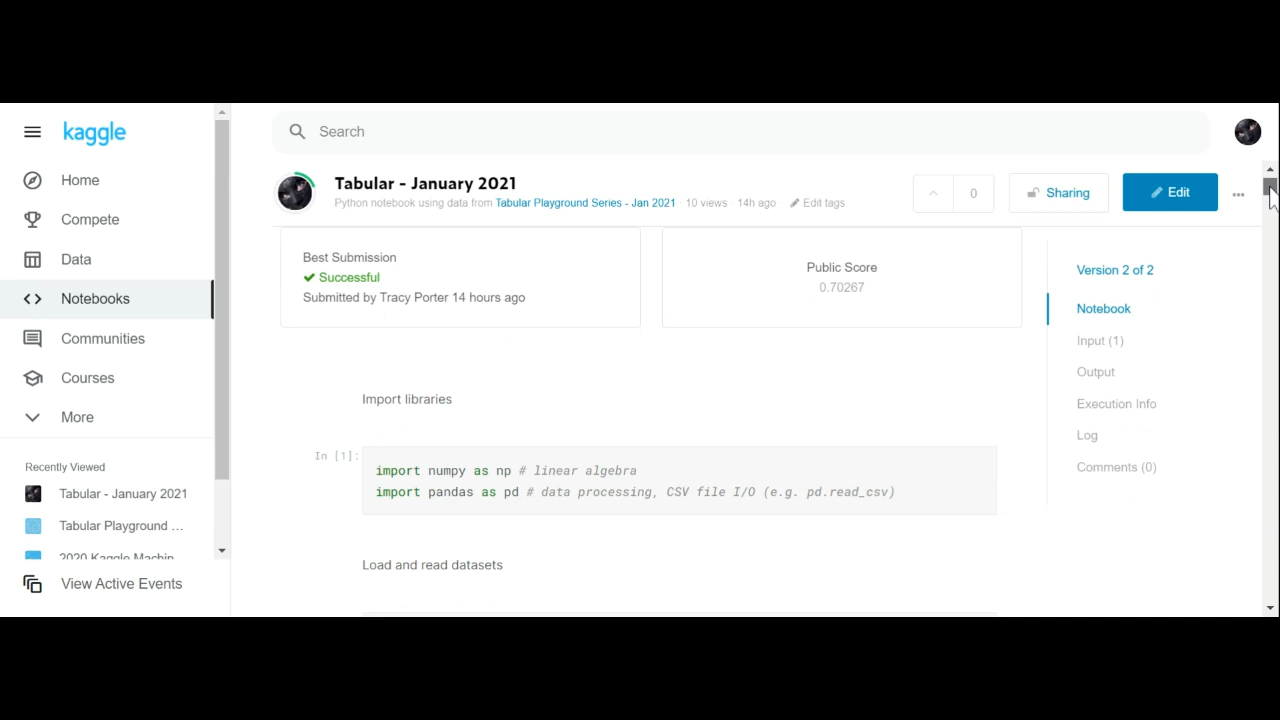 kaggle
Search
Home
Compete
Data
Notebooks
Communities
Courses
More
Recently Viewed
Tabular - January 2021
Tabular Playground ...
2020 Kaggle Machin
View Active Events
Tabular - January 2021
Python notebook using data from Tabular Playground Series - Jan 2021 · 10 views · 14h ago · Edit tags
0
Sharing
Edit
Best Submission
Successful
Submitted by Tracy Porter 14 hours ago
Public Score
0.70267
Import libraries
In [1]:
import numpy as np # linear algebra
import pandas as pd # data processing, CSV file I/O (e.g. pd.read_csv)
Load and read datasets
Version 2 of 2
Notebook
Input (1)
Output
Execution Info
Log
Comments (0)